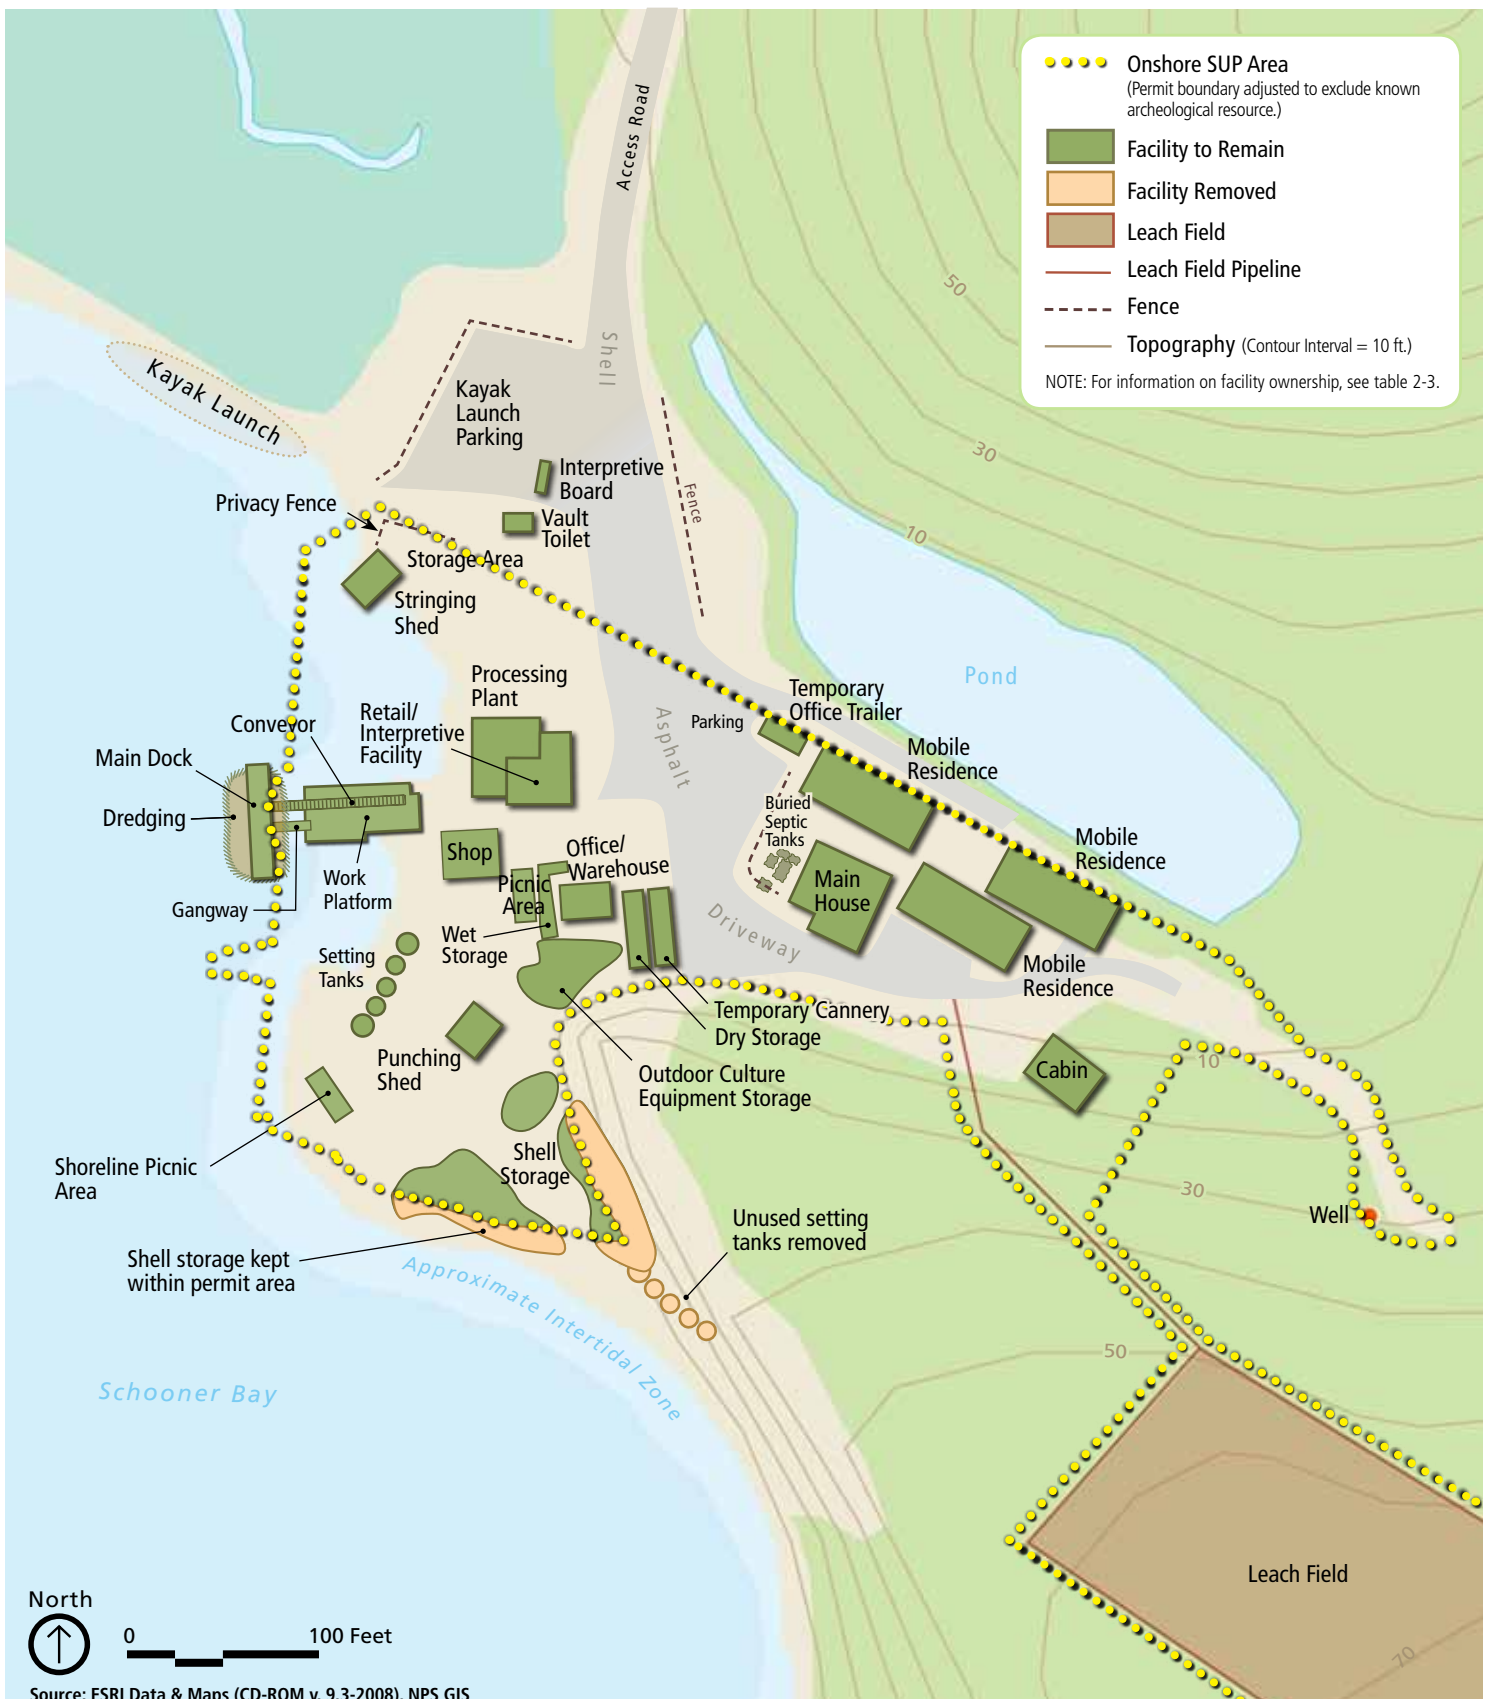 Onshore SUP Area
(Permit boundary adjusted to exclude known
archeological resource.)
Facility to Remain
Facility Removed
Leach Field
Leach Field Pipeline
Fence
Topography (Contour Interval = 10 ft.)
NOTE: For information on facility ownership, see table 2-3.
Access Road
50
Shell
Kayak Launch
Kayak
Launch
Parking
30
Interpretive
Board
Fence
Privacy Fence
Vault
Toilet
10
Storage Area
Stringing
Shed
Pond
Processing
Plant
Temporary
Office Trailer
Parking
Asphalt
Retail/
Interpretive
Facility
Conveyor
Main Dock
Mobile
Residence
Dredging
Buried
Septic
Tanks
Mobile
Residence
Shop
Office/
Warehouse
Work
Platform
Picnic
Area
Main
House
Gangway
Driveway
Wet
Storage
Setting
Tanks
Mobile
Residence
Temporary Cannery
Dry Storage
Punching
Shed
Outdoor Culture
Equipment Storage
Cabin
10
Shoreline Picnic
Area
Shell
Storage
30
Well
Unused setting
tanks removed
Shell storage kept
within permit area
Approximate Intertidal Zone
50
Schooner Bay
Leach Field
70
North
0 100 Feet
Source: ESRI Data & Maps (CD-ROM v. 9.3-2008), NPS GIS